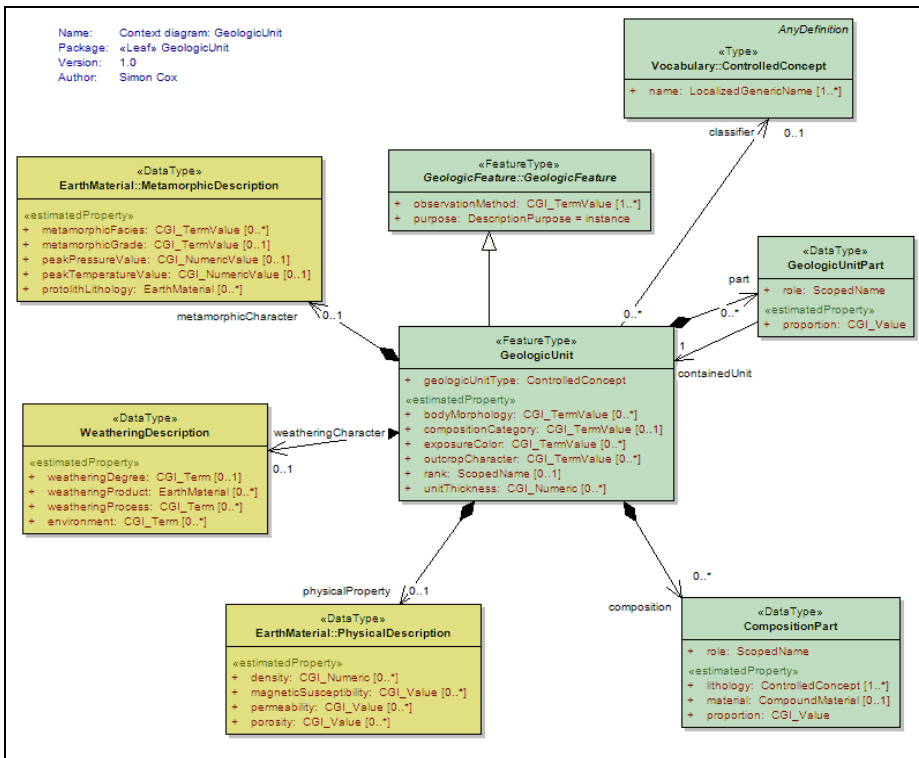 Name: Context diagram: GeologicUnit
Package: «Leaf» GeologicUnit
Version: 1.0
Author: Simon Cox
AnyDefinition
«Type»
Vocabulary::ControlledConcept
+ name: LocalizedGenericName [1..*]
classifier
0..1
«FeatureType»
GeologicFeature::GeologicFeature
+ observationMethod: CGI_TermValue [1..*]
+ purpose: DescriptionPurpose = instance
«DataType»
EarthMaterial::MetamorphicDescription
«estimatedProperty»
+ metamorphicFacies: CGI_TermValue [0..*]
+ metamorphicGrade: CGI_TermValue [0..1]
+ peakPressureValue: CGI_NumericValue [0..1]
+ peakTemperatureValue: CGI_NumericValue [0..1]
+ protolithLithology: EarthMaterial [0..*]
metamorphicCharacter
0..1
«DataType»
GeologicUnitPart
+ role: ScopedName
«estimatedProperty»
+ proportion: CGI_Value
part
0..*
0..*
1
containedUnit
«FeatureType»
GeologicUnit
+ geologicUnitType: ControlledConcept
«estimatedProperty»
+ bodyMorphology: CGI_TermValue [0..*]
+ compositionCategory: CGI_TermValue [0..1]
+ exposureColor: CGI_TermValue [0..*]
+ outcropCharacter: CGI_TermValue [0..*]
+ rank: ScopedName [0..1]
+ unitThickness: CGI_Numeric [0..*]
«DataType»
WeatheringDescription
«estimatedProperty»
+ weatheringDegree: CGI_Term [0..1]
+ weatheringProduct: EarthMaterial [0..*]
+ weatheringProcess: CGI_Term [0..*]
+ environment: CGI_Term [0..*]
weatheringCharacter
0..1
physicalProperty
0..1
«DataType»
EarthMaterial::PhysicalDescription
«estimatedProperty»
+ density: CGI_Numeric [0..*]
+ magneticSusceptibility: CGI_Value [0..*]
+ permeability: CGI_Value [0..*]
+ porosity: CGI_Value [0..*]
0..*
composition
«DataType»
CompositionPart
+ role: ScopedName
«estimatedProperty»
+ lithology: ControlledConcept [1..*]
+ material: CompoundMaterial [0..1]
+ proportion: CGI_Value